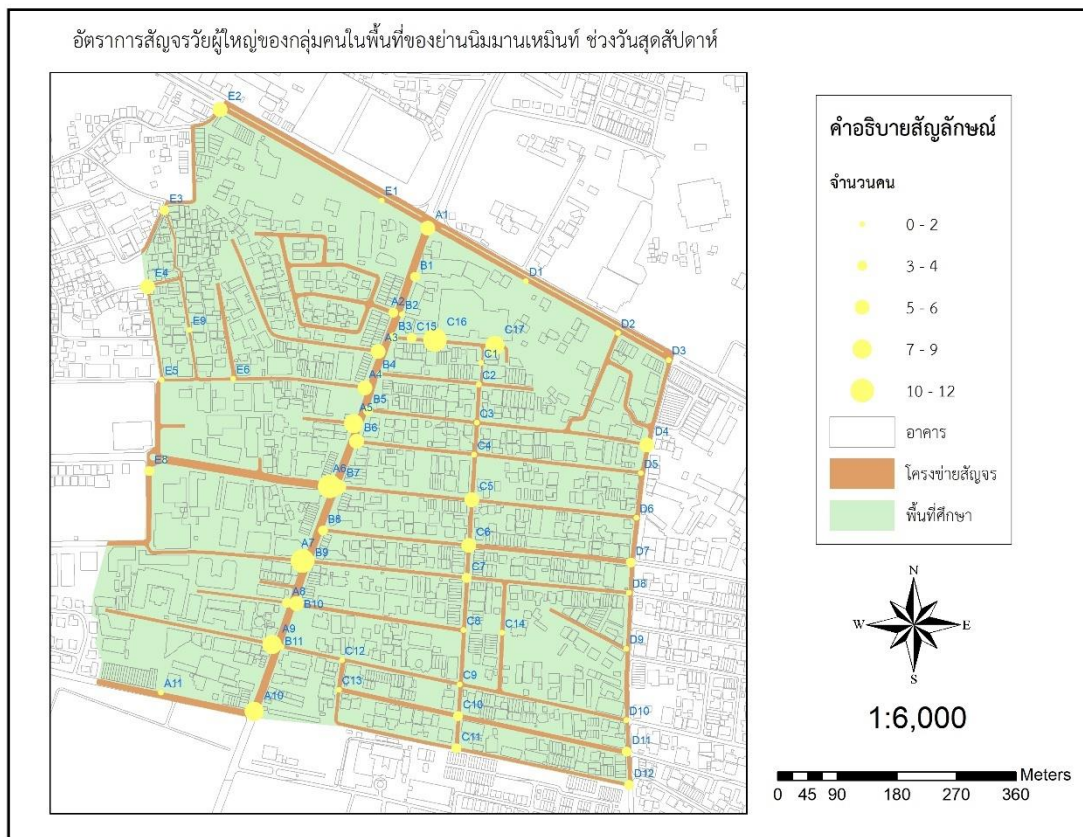 อัตราการสัญจรวัยผู้ใหญ่ของกลุ่มคนในพื้นที่ของย่านนิมมานเหมินท์ ช่วงวันสุดสัปดาห์
E2
E1
A1
E3
B1
D1
E4
A2
B2
D2
E9
A3
B3
C15
C16
C17
D3
B4
C1
E5
E6
A4
C2
B5
A5
C3
B6
D4
C4
D5
E8
A6
B7
C5
D6
B8
C6
A7
B9
D7
C7
D8
A8
B10
C8
C14
D9
A9
B11
C12
C9
A11
C13
A10
C10
D10
D11
C11
D12
คำอธิบายสัญลักษณ์
จำนวนคน
0 - 2
3 - 4
5 - 6
7 - 9
10 - 12
อาคาร
โครงข่ายสัญจร
พื้นที่ศึกษา
N
W
E
S
1:6,000
Meters
0 45 90 180 270 360